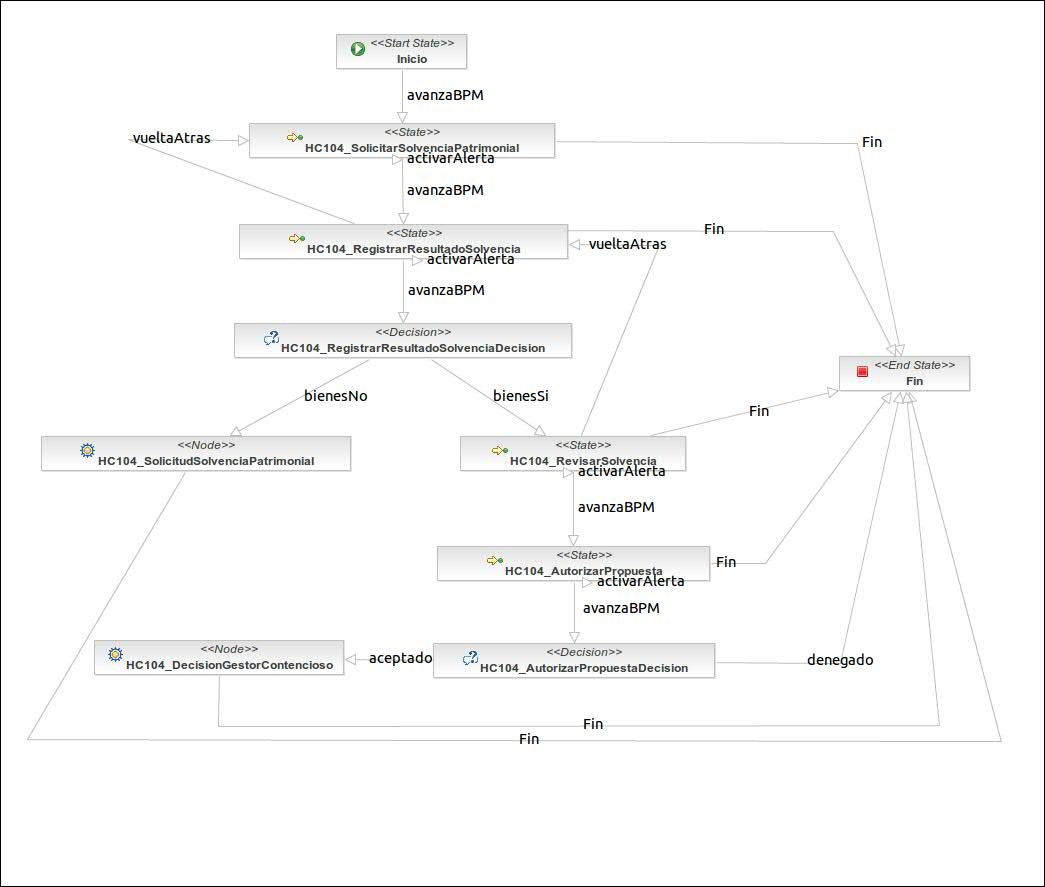 <<Start State>>
Inicio
avanzaBPM
<<State>>
HC104_SolicitarSolvenciaPatrimonial
vueltaAtras
Fin
activarAlerta
avanzaBPM
<<State>>
HC104_RegistrarResultadoSolvencia
Fin
vueltaAtras
activarAlerta
avanzaBPM
<<Decision>>
HC104_RegistrarResultadoSolvenciaDecision
<<End State>>
Fin
bienesNo
bienesSi
Fin
<<Node>>
HC104_SolicitudSolvenciaPatrimonial
<<State>>
HC104_RevisarSolvencia
activarAlerta
avanzaBPM
<<State>>
HC104_AutorizarPropuesta
Fin
activarAlerta
avanzaBPM
<<Node>>
HC104_DecisionGestorContencioso
aceptado
<<Decision>>
HC104_AutorizarPropuestaDecision
denegado
Fin
Fin